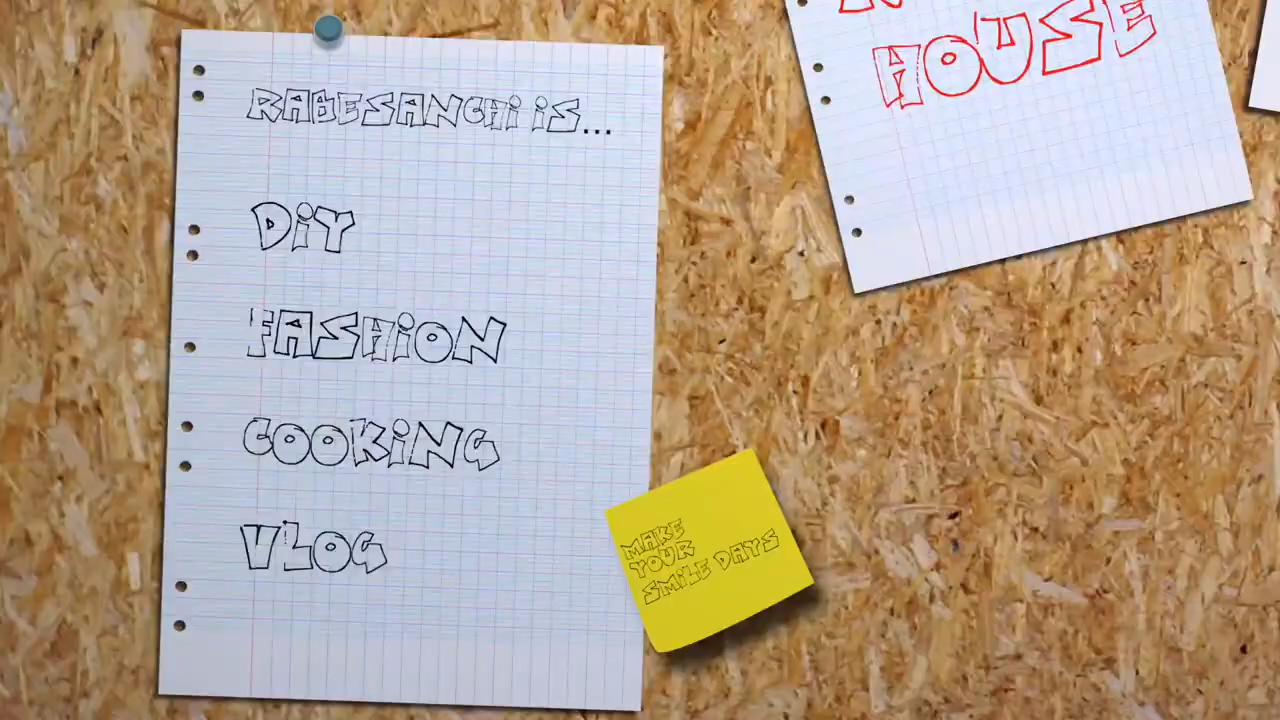 RABESANCHI IS...
DIY
FASHION
COOKING
VLOG
HOUSE
MAKE
YOUR
SMILE DAYS